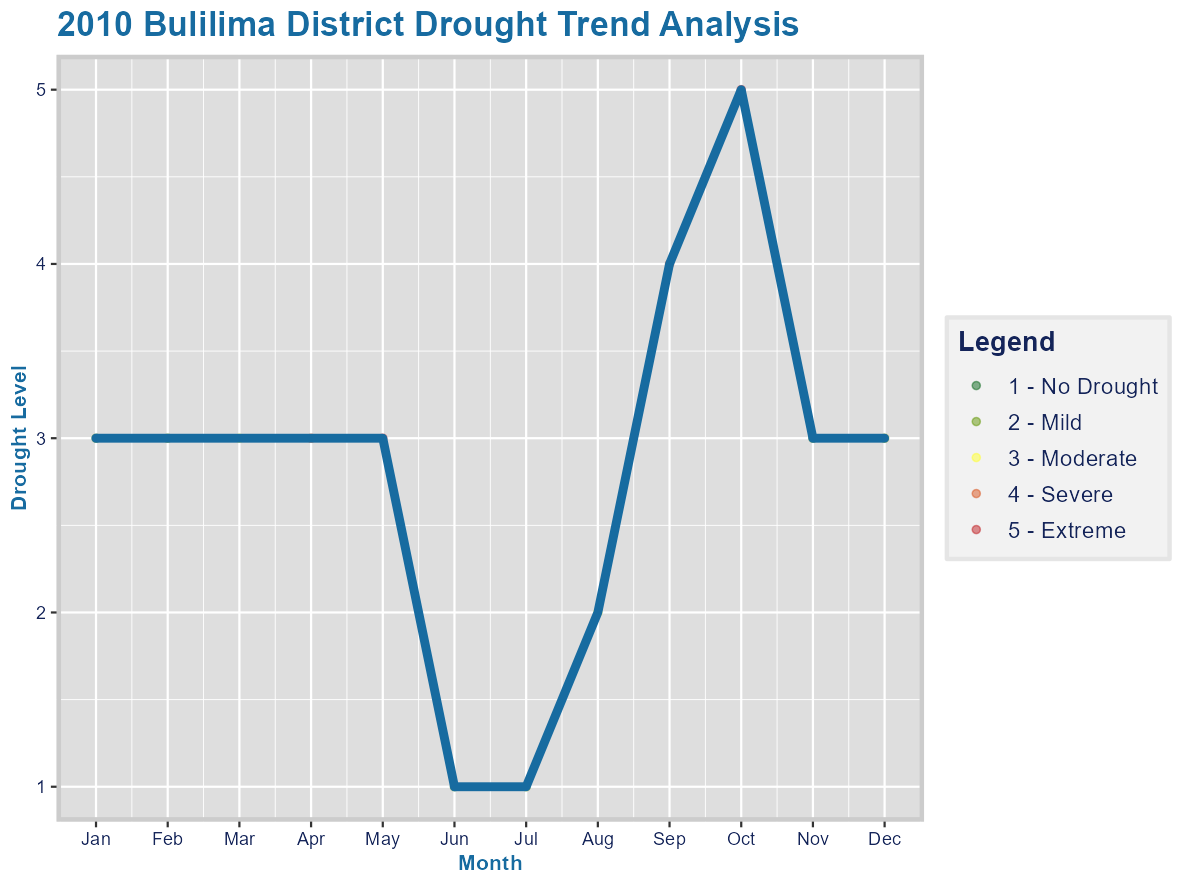 2010 Bulilima District Drought Trend Analysis
Drought Level
5
4
3
2
1
Jan Feb Mar Apr May Jun Jul Aug Sep Oct Nov Dec
Month
Legend
1 - No Drought
2 - Mild
3 - Moderate
4 - Severe
5 - Extreme